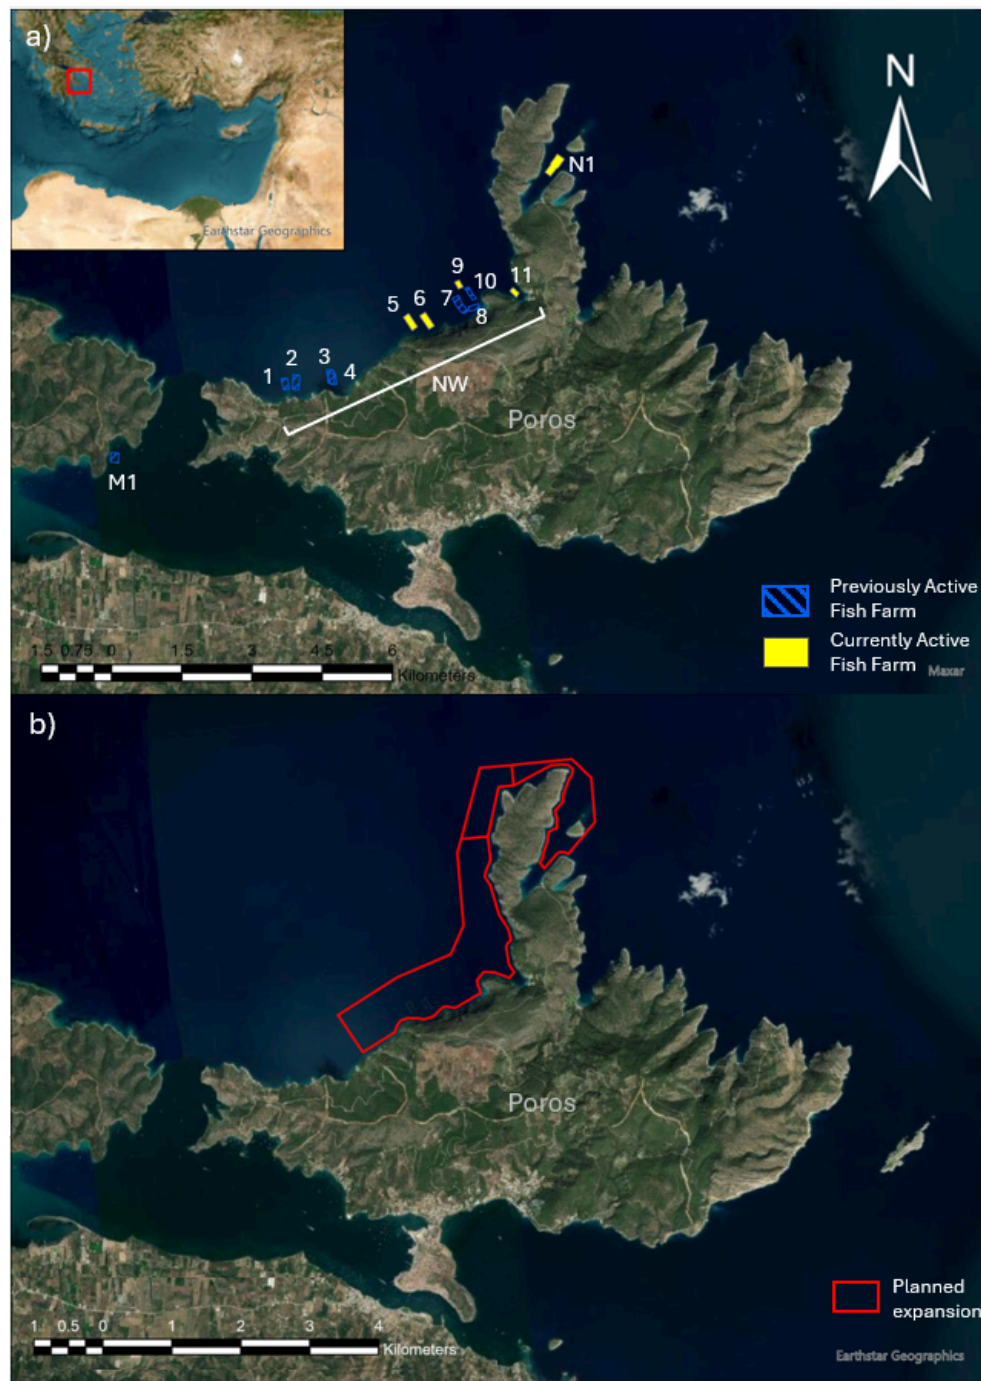 a)
Earthstar Geographics
N
N1
9
10
11
7
8
5
6
NW
1
2
3
4
Poros
M1
Previously Active
Fish Farm
Currently Active
Fish Farm
1.5 0.75 0 1.5 3 4.5 6
Kilometers
Maxar
b)
Poros
Planned
expansion
1 0.5 0 1 2 3 4
Kilometers
Earthstar Geographics